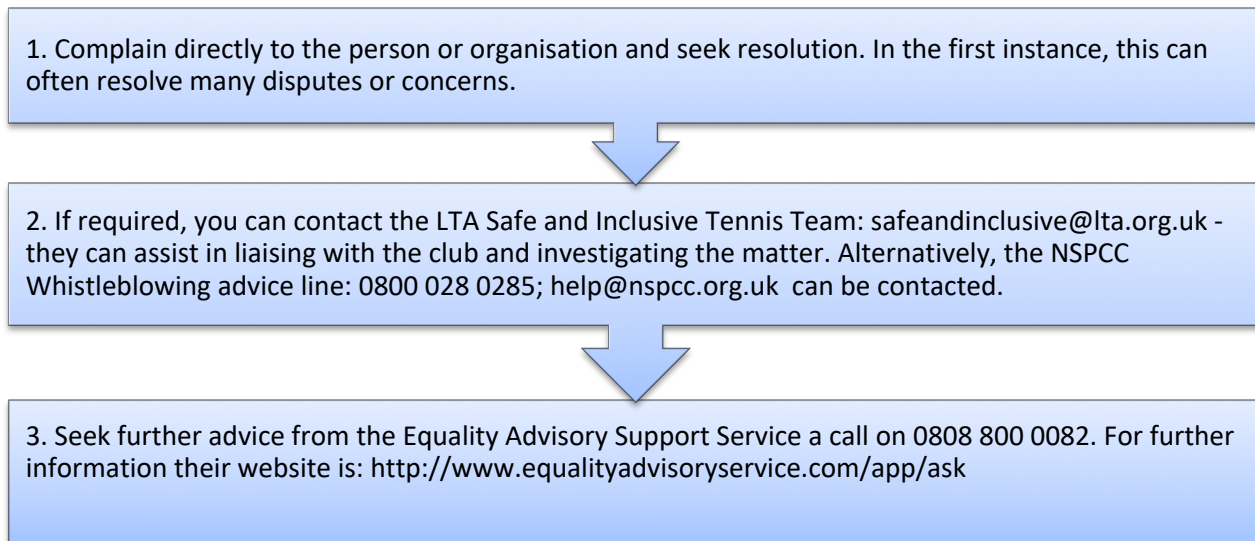 1. Complain directly to the person or organisation and seek resolution. In the first instance, this can
often resolve many disputes or concerns.
2. If required, you can contact the LTA Safe and Inclusive Tennis Team: safeandinclusive@lta.org.uk -
they can assist in liaising with the club and investigating the matter. Alternatively, the NSPCC
Whistleblowing advice line: 0800 028 0285; help@nspcc.org.uk  can be contacted.
3. Seek further advice from the Equality Advisory Support Service a call on 0808 800 0082. For further
information their website is: http://www.equalityadvisoryservice.com/app/ask